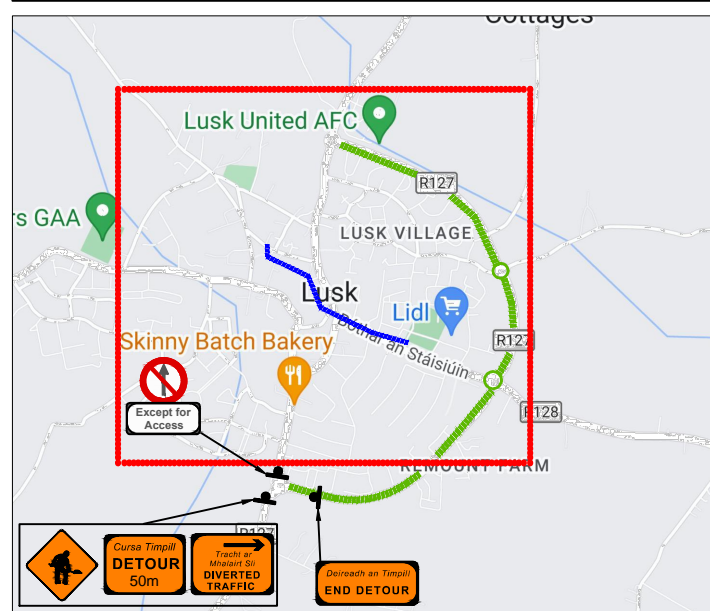 Cottages
Lusk United AFC
R127
rs GAA
LUSK VILLAGE
Lusk
Lidl
Bóthar an Stáisiúin
R127
Skinny Batch Bakery
Except for
Access
R128
REMOUNT FARM
R127
Cursa Timpill
DETOUR
50m
Tracht ar
Mhalairt Sli
DIVERTED
TRAFFIC
Deireadh an Timpill
END DETOUR